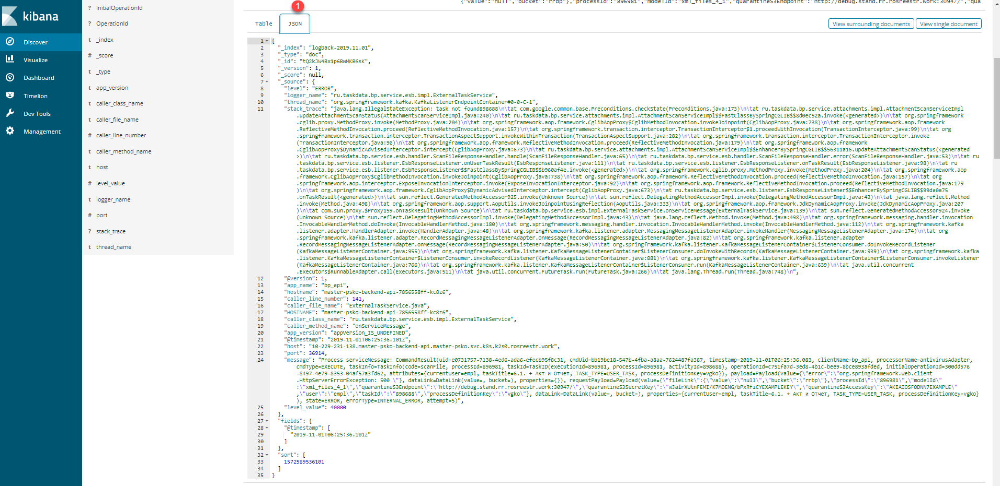 kibana
Discover
Visualize
Dashboard
Timelion
Dev Tools
Management
? InitialOperationId
? OperationId
t _index
# _score
t _type
t app_version
t caller_class_name
t caller_file_name
# caller_line_number
t caller_method_name
t host
# level_value
t logger_name
# port
? stack_trace
t thread_name
{"value":"null","bucket":"rrbp"},"processId":"896981","modelId":"xml_files_4_1","quarantineS3Endpoint":"http://debug.stand.rr.rosreestr.work:30947/","qua
1
Table JSON View surrounding documents View single document
1 {
2 "_index": "logback-2019.11.01",
3 "_type": "doc",
4 "_id": "tQ2kJW4Bx1p6BwMKB6sK",
5 "_version": 1,
6 "_score": null,
7 "_source": {
8 "level": "ERROR",
9 "logger_name": "ru.taskdata.bp.service.esb.impl.ExternalTaskService",
10 "thread_name": "org.springframework.kafka.KafkaListenerEndpointContainer#0-0-C-1",
11 "stack_trace": "java.lang.IllegalStateException: task not found898688\n\tat com.google.common.base.Preconditions.checkState(Preconditions.java:173)\n\tat ru.taskdata.bp.service.attachments.impl.AttachmentScanServiceImpl
.updateAttachmentScanStatus(AttachmentScanServiceImpl.java:240)\n\tat ru.taskdata.bp.service.attachments.impl.AttachmentScanServiceImpl$$FastClassBySpringCGLIB$$8d0ec52a.invoke(<generated>)\n\tat org.springframework
.cglib.proxy.MethodProxy.invoke(MethodProxy.java:204)\n\tat org.springframework.aop.framework.CglibAopProxy$CglibMethodInvocation.invokeJoinpoint(CglibAopProxy.java:738)\n\tat org.springframework.aop.framework
.ReflectiveMethodInvocation.proceed(ReflectiveMethodInvocation.java:157)\n\tat org.springframework.transaction.interceptor.TransactionInterceptor$1.proceedWithInvocation(TransactionInterceptor.java:99)\n\tat org
.springframework.transaction.interceptor.TransactionAspectSupport.invokeWithinTransaction(TransactionAspectSupport.java:282)\n\tat org.springframework.transaction.interceptor.TransactionInterceptor.invoke
(TransactionInterceptor.java:96)\n\tat org.springframework.aop.framework.ReflectiveMethodInvocation.proceed(ReflectiveMethodInvocation.java:179)\n\tat org.springframework.aop.framework
.CglibAopProxy$DynamicAdvisedInterceptor.intercept(CglibAopProxy.java:673)\n\tat ru.taskdata.bp.service.attachments.impl.AttachmentScanServiceImpl$$EnhancerBySpringCGLIB$$56311a16.updateAttachmentScanStatus(<generated
>)\n\tat ru.taskdata.bp.service.esb.handler.ScanFileResponseHandler.handle(ScanFileResponseHandler.java:65)\n\tat ru.taskdata.bp.service.esb.handler.ScanFileResponseHandler.error(ScanFileResponseHandler.java:53)\n\tat ru
.taskdata.bp.service.esb.listener.EsbResponseListener.onUserTaskResult(EsbResponseListener.java:111)\n\tat ru.taskdata.bp.service.esb.listener.EsbResponseListener.onTaskResult(EsbResponseListener.java:98)\n\tat ru
.taskdata.bp.service.esb.listener.EsbResponseListener$$FastClassBySpringCGLIB$$b960af4e.invoke(<generated>)\n\tat org.springframework.cglib.proxy.MethodProxy.invoke(MethodProxy.java:204)\n\tat org.springframework.aop
.framework.CglibAopProxy$CglibMethodInvocation.invokeJoinpoint(CglibAopProxy.java:738)\n\tat org.springframework.aop.framework.ReflectiveMethodInvocation.proceed(ReflectiveMethodInvocation.java:157)\n\tat org
.springframework.aop.interceptor.ExposeInvocationInterceptor.invoke(ExposeInvocationInterceptor.java:92)\n\tat org.springframework.aop.framework.ReflectiveMethodInvocation.proceed(ReflectiveMethodInvocation.java:179
)\n\tat org.springframework.aop.framework.CglibAopProxy$DynamicAdvisedInterceptor.intercept(CglibAopProxy.java:673)\n\tat ru.taskdata.bp.service.esb.listener.EsbResponseListener$$EnhancerBySpringCGLIB$$99da0a75
.onTaskResult(<generated>)\n\tat sun.reflect.GeneratedMethodAccessor925.invoke(Unknown Source)\n\tat sun.reflect.DelegatingMethodAccessorImpl.invoke(DelegatingMethodAccessorImpl.java:43)\n\tat java.lang.reflect.Method
.invoke(Method.java:498)\n\tat org.springframework.aop.support.AopUtils.invokeJoinpointUsingReflection(AopUtils.java:333)\n\tat org.springframework.aop.framework.JdkDynamicAopProxy.invoke(JdkDynamicAopProxy.java:207
)\n\tat com.sun.proxy.$Proxy159.onTaskResult(Unknown Source)\n\tat ru.taskdata.bp.service.esb.impl.ExternalTaskService.onServiceMessage(ExternalTaskService.java:139)\n\tat sun.reflect.GeneratedMethodAccessor924.invoke
(Unknown Source)\n\tat sun.reflect.DelegatingMethodAccessorImpl.invoke(DelegatingMethodAccessorImpl.java:43)\n\tat java.lang.reflect.Method.invoke(Method.java:498)\n\tat org.springframework.messaging.handler.invocation
.InvocableHandlerMethod.doInvoke(InvocableHandlerMethod.java:180)\n\tat org.springframework.messaging.handler.invocation.InvocableHandlerMethod.invoke(InvocableHandlerMethod.java:112)\n\tat org.springframework.kafka
.listener.adapter.HandlerAdapter.invoke(HandlerAdapter.java:48)\n\tat org.springframework.kafka.listener.adapter.MessagingMessageListenerAdapter.invokeHandler(MessagingMessageListenerAdapter.java:174)\n\tat org
.springframework.kafka.listener.adapter.RecordMessagingMessageListenerAdapter.onMessage(RecordMessagingMessageListenerAdapter.java:82)\n\tat org.springframework.kafka.listener.adapter
.RecordMessagingMessageListenerAdapter.onMessage(RecordMessagingMessageListenerAdapter.java:50)\n\tat org.springframework.kafka.listener.KafkaMessageListenerContainer$ListenerConsumer.doInvokeRecordListener
(KafkaMessageListenerContainer.java:955)\n\tat org.springframework.kafka.listener.KafkaMessageListenerContainer$ListenerConsumer.doInvokeWithRecords(KafkaMessageListenerContainer.java:939)\n\tat org.springframework.kafka
.listener.KafkaMessageListenerContainer$ListenerConsumer.invokeRecordListener(KafkaMessageListenerContainer.java:881)\n\tat org.springframework.kafka.listener.KafkaMessageListenerContainer$ListenerConsumer.invokeListener
(KafkaMessageListenerContainer.java:766)\n\tat org.springframework.kafka.listener.KafkaMessageListenerContainer$ListenerConsumer.run(KafkaMessageListenerContainer.java:639)\n\tat java.util.concurrent
.Executors$RunnableAdapter.call(Executors.java:511)\n\tat java.util.concurrent.FutureTask.run(FutureTask.java:266)\n\tat java.lang.Thread.run(Thread.java:748)\n",
12 "@version": 1,
13 "app_name": "bp_api",
14 "hostname": "master-psko-backend-api-7856558ff-kc8z6",
15 "caller_line_number": 141,
16 "caller_file_name": "ExternalTaskService.java",
17 "HOSTNAME": "master-psko-backend-api-7856558ff-kc8z6",
18 "caller_class_name": "ru.taskdata.bp.service.esb.impl.ExternalTaskService",
19 "caller_method_name": "onServiceMessage",
20 "app_version": "appVersion_IS_UNDEFINED",
21 "@timestamp": "2019-11-01T06:25:36.101Z",
22 "host": "10-229-231-138.master-psko-backend-api.master-psko.svc.k8s.k2s0.rosreestr.work",
23 "port": 36914,
24 "message": "Process serviceMessage: CommandResult(uid=e0731757-7138-4ed6-ada6-efecb95f8c31, cmdUid=bb19be18-547b-4fba-a8aa-7624487fa387, timestamp=2019-11-01T06:25:36.083, clientName=bp_api, processorName=antivirusAdapter,
cmdType=EXECUTE, taskInfo=TaskInfo(code=scanFile, processId=896981, taskId=TaskID(executionId=896981, processId=896981, activityId=898688), operationId=c751fa7d-3ed8-4b1c-bee9-8bce893afded, initialOperationId=300dd576
-8497-4e79-8353-04af57a3fd62, attributes={currentUser=empl, taskTitle=6.1. + Акт и Отчет, TASK_TYPE=USER_TASK, processDefinitionKey=vgko}), payload=Payload(value={\"error\":\"org.springframework.web.client
.HttpServerErrorException: 500 \"}, dataLink=DataLink(value=, bucket=), properties={}), requestPayload=Payload(value={\"fileLink\":{\"value\":\"null\",\"bucket\":\"rrbp\"},\"processId\":\"896981\",\"modelId\"
:\"xml_files_4_1\",\"quarantineS3Endpoint\":\"http://debug.stand.rr.rosreestr.work:30947/\",\"quarantineS3SecretKey\":\"wJalrXUtnFEMI/K7MDENG/bPxRfiCYEXAMPLEKEY\",\"quarantineS3AccessKey\":\"AKIAIOSFODNN7EXAMPLE\"
,\"user\":\"empl\",\"taskId\":\"898688\",\"processDefinitionKey\":\"vgko\"}, dataLink=DataLink(value=, bucket=), properties={currentUser=empl, taskTitle=6.1. + Акт и Отчет, TASK_TYPE=USER_TASK, processDefinitionKey=vgko}
), state=ERROR, errorType=INTERNAL_ERROR, attempt=5)",
25 "level_value": 40000
26 },
27 "fields": {
28 "@timestamp": [
29 "2019-11-01T06:25:36.101Z"
30 ]
31 },
32 "sort": [
33 1572589536101
34 ]
35 }